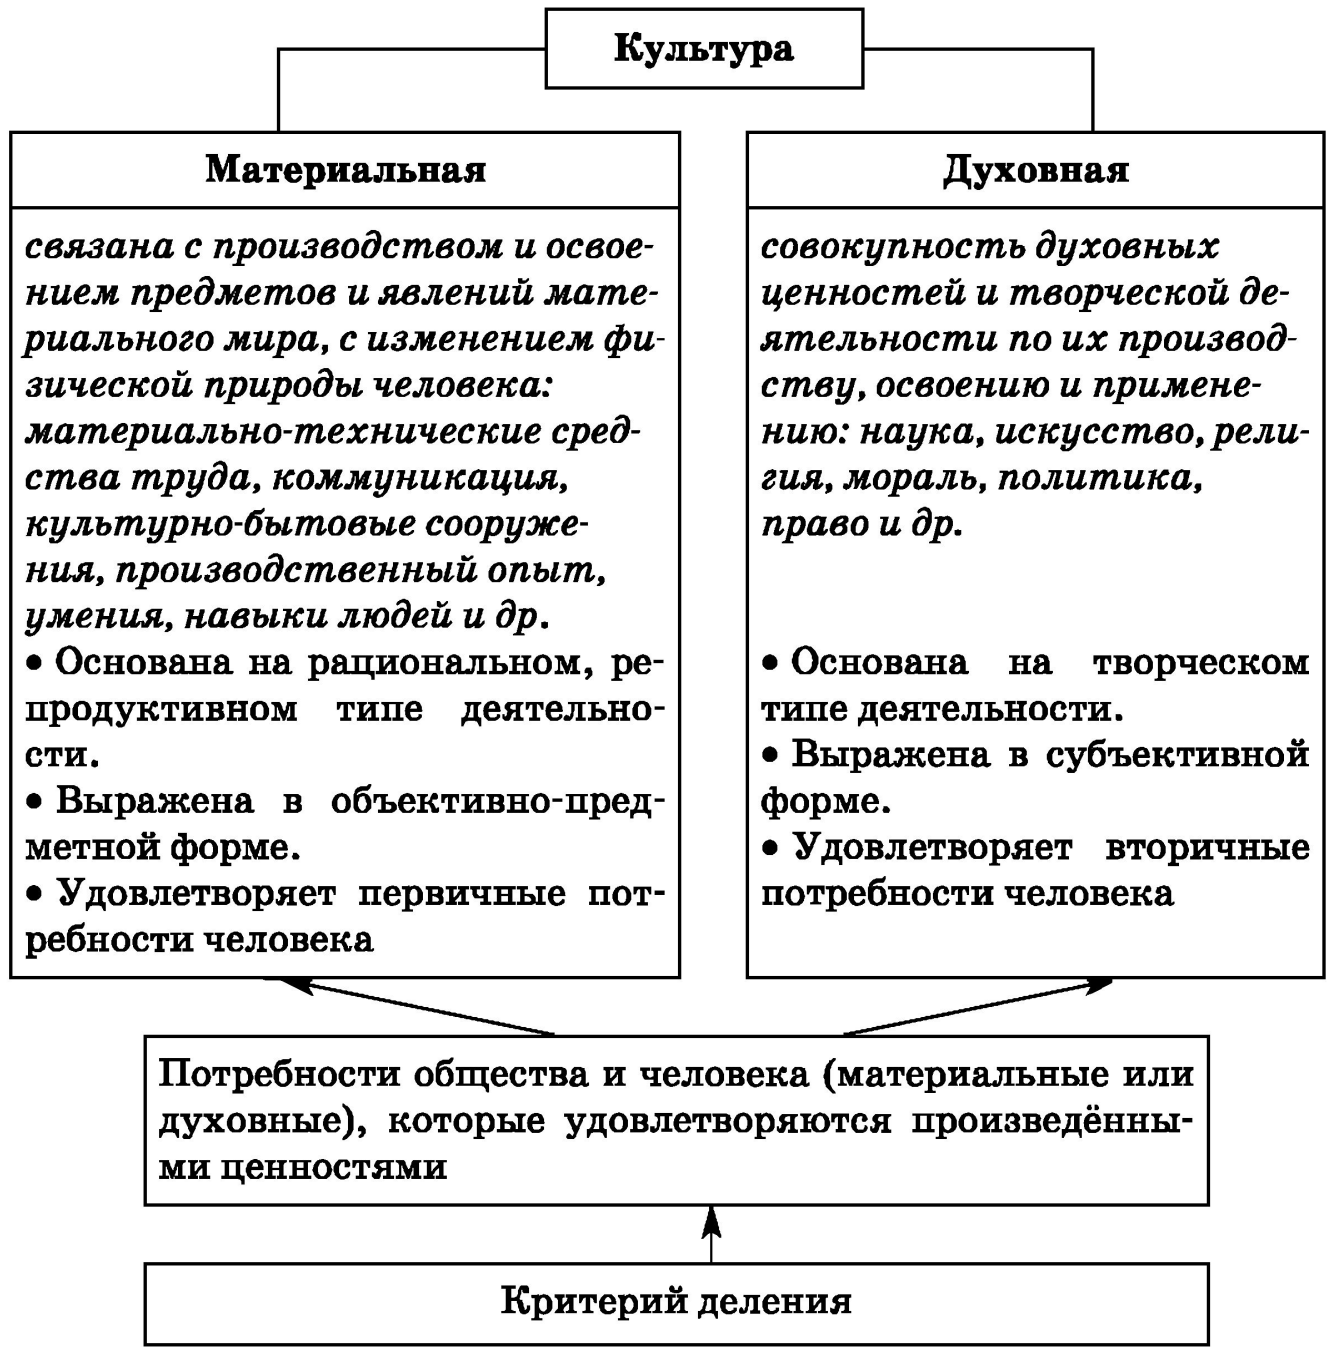 Культура
Материальная
связана с производством и освое-
нием предметов и явлений мате-
риального мира, с изменением фи-
зической природы человека:
материально-технические сред-
ства труда, коммуникация,
культурно-бытовые сооруже-
ния, производственный опыт,
умения, навыки людей и др.
• Основана на рациональном, ре-
продуктивном типе деятельно-
сти.
• Выражена в объективно-пред-
метной форме.
• Удовлетворяет первичные пот-
ребности человека
Духовная
совокупность духовных
ценностей и творческой де-
ятельности по их производ-
ству, освоению и примене-
нию: наука, искусство, рели-
гия, мораль, политика,
право и др.
• Основана на творческом
типе деятельности.
• Выражена в субъективной
форме.
• Удовлетворяет вторичные
потребности человека
Потребности общества и человека (материальные или
духовные), которые удовлетворяются произведённы-
ми ценностями
Критерий деления